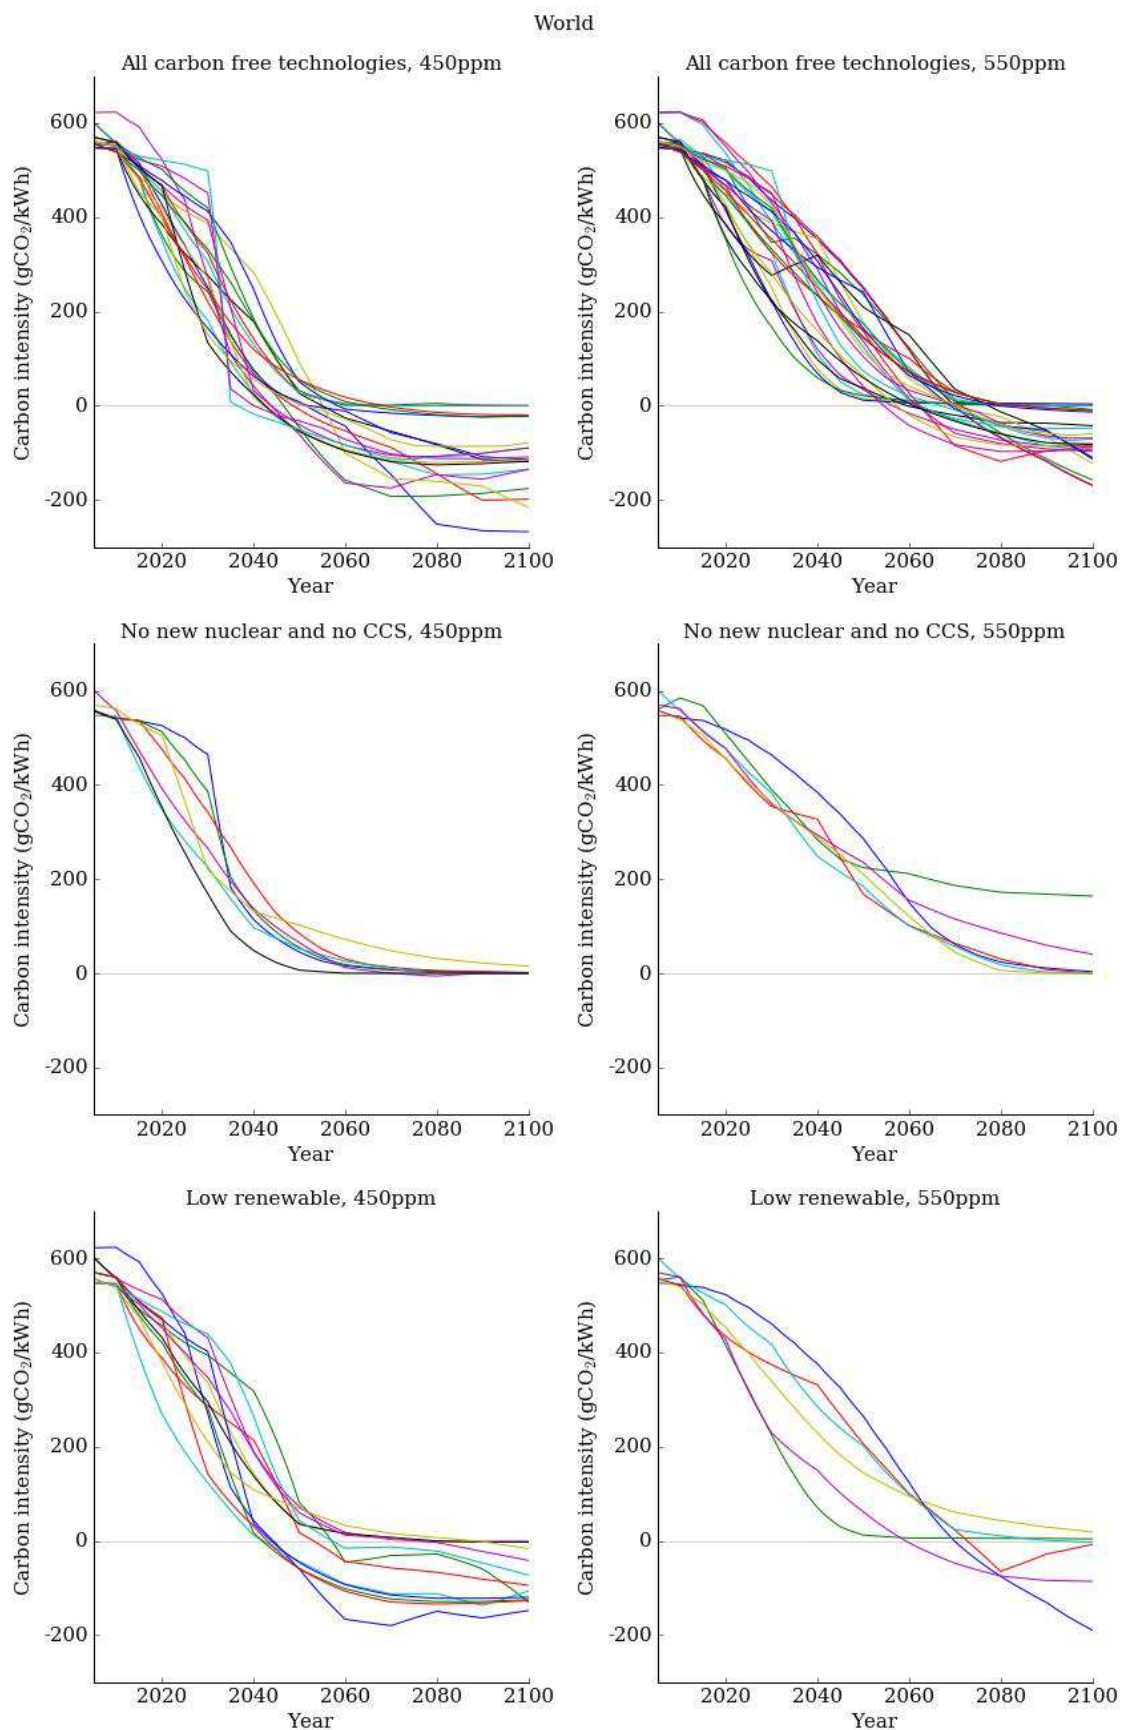 World
All carbon free technologies, 450ppm
Carbon intensity (gCO₂/kWh)
600
400
200
0
-200
2020 2040 2060 2080 2100
Year
All carbon free technologies, 550ppm
Carbon intensity (gCO₂/kWh)
600
400
200
0
-200
2020 2040 2060 2080 2100
Year
No new nuclear and no CCS, 450ppm
Carbon intensity (gCO₂/kWh)
600
400
200
0
-200
2020 2040 2060 2080 2100
Year
No new nuclear and no CCS, 550ppm
Carbon intensity (gCO₂/kWh)
600
400
200
0
-200
2020 2040 2060 2080 2100
Year
Low renewable, 450ppm
Carbon intensity (gCO₂/kWh)
600
400
200
0
-200
2020 2040 2060 2080 2100
Year
Low renewable, 550ppm
Carbon intensity (gCO₂/kWh)
600
400
200
0
-200
2020 2040 2060 2080 2100
Year